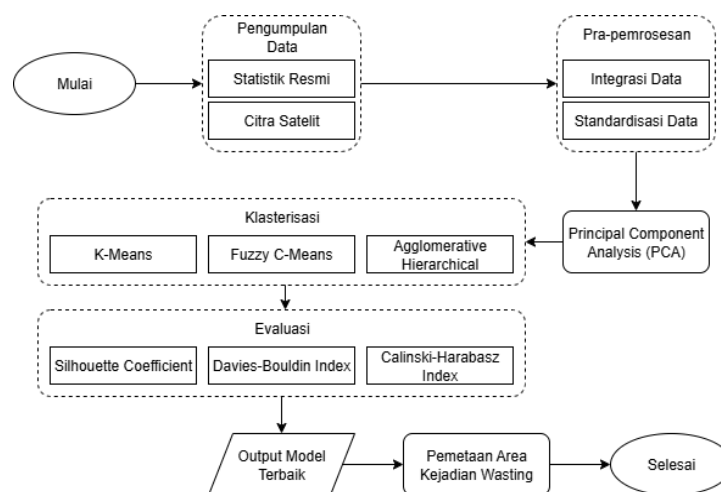 Mulai
Pengumpulan
Data
Statistik Resmi
Citra Satelit
Pra-pemrosesan
Integrasi Data
Standardisasi Data
Principal Component
Analysis (PCA)
Klasterisasi
K-Means
Fuzzy C-Means
Agglomerative
Hierarchical
Evaluasi
Silhouette Coefficient
Davies-Bouldin Index
Calinski-Harabasz
Index
Output Model
Terbaik
Pemetaan Area
Kejadian Wasting
Selesai